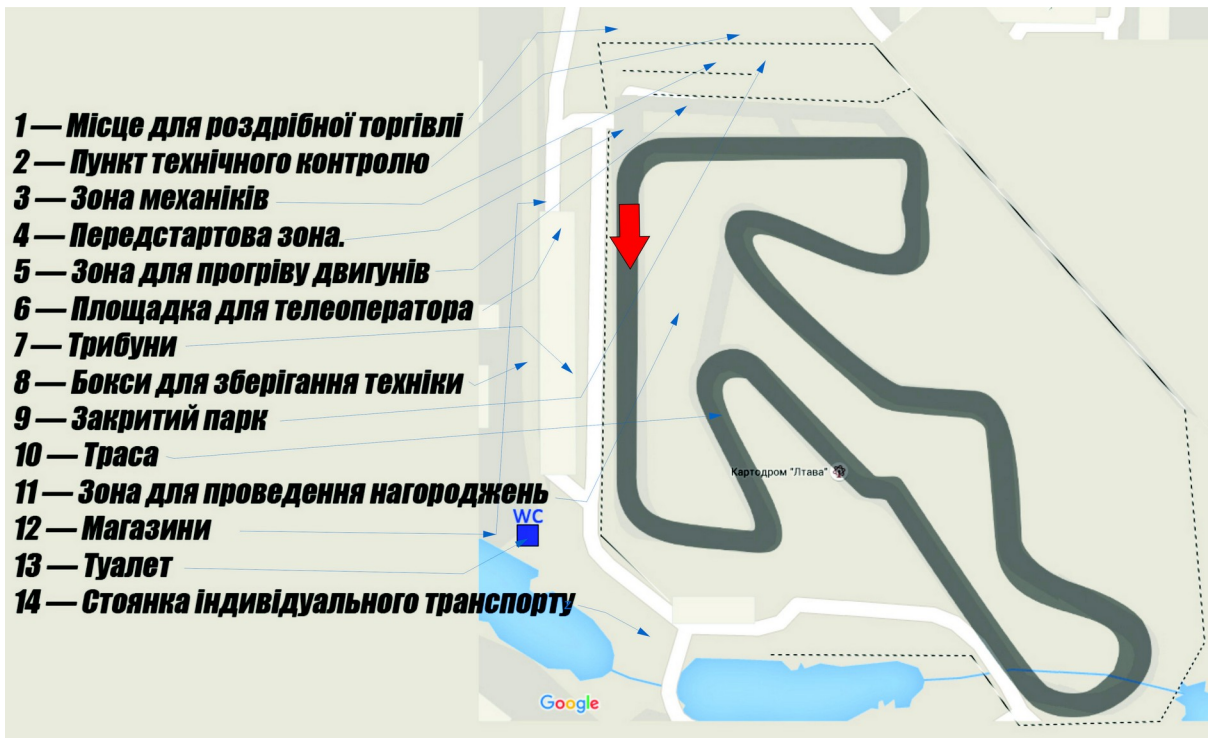 1 — Місце для роздрібної торгівлі
2 — Пункт технічного контролю
3 — Зона механіків
4 — Передстартова зона.
5 — Зона для прогріву двигунів
6 — Площадка для телеоператора
7 — Трибуни
8 — Бокси для зберігання техніки
9 — Закритий парк
10 — Траса
11 — Зона для проведення нагороджень
12 — Магазини
13 — Туалет
14 — Стоянка індивідуального транспорту
WC
Картодром "Лтава"
Google